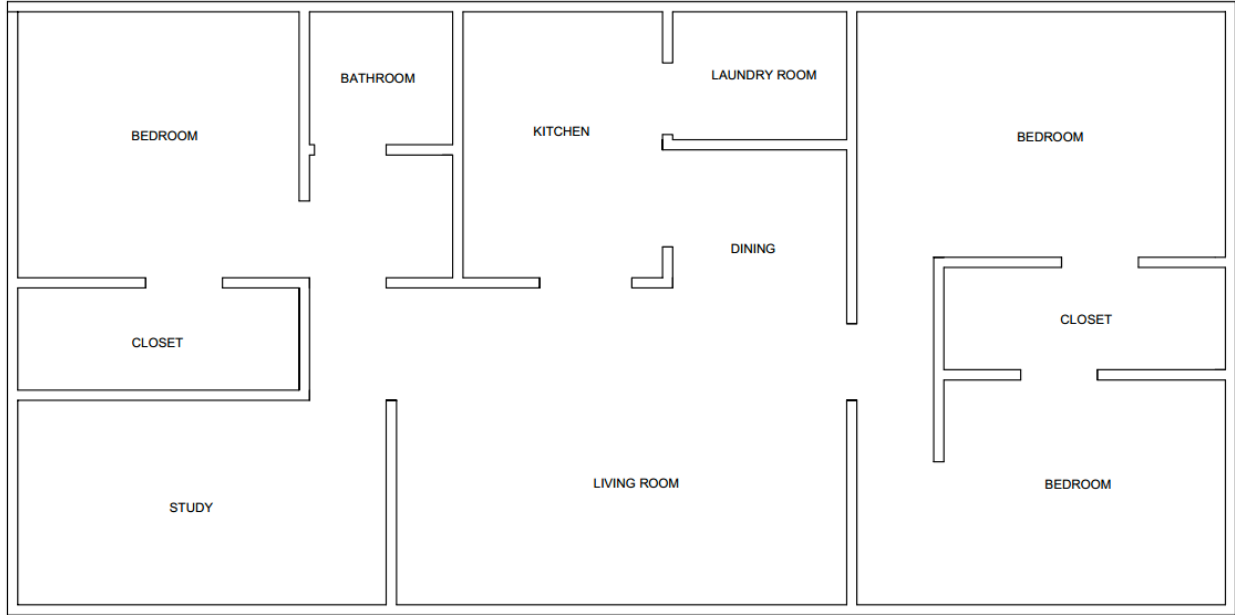 BATHROOM
LAUNDRY ROOM
BEDROOM
KITCHEN
BEDROOM
DINING
CLOSET
CLOSET
STUDY
LIVING ROOM
BEDROOM